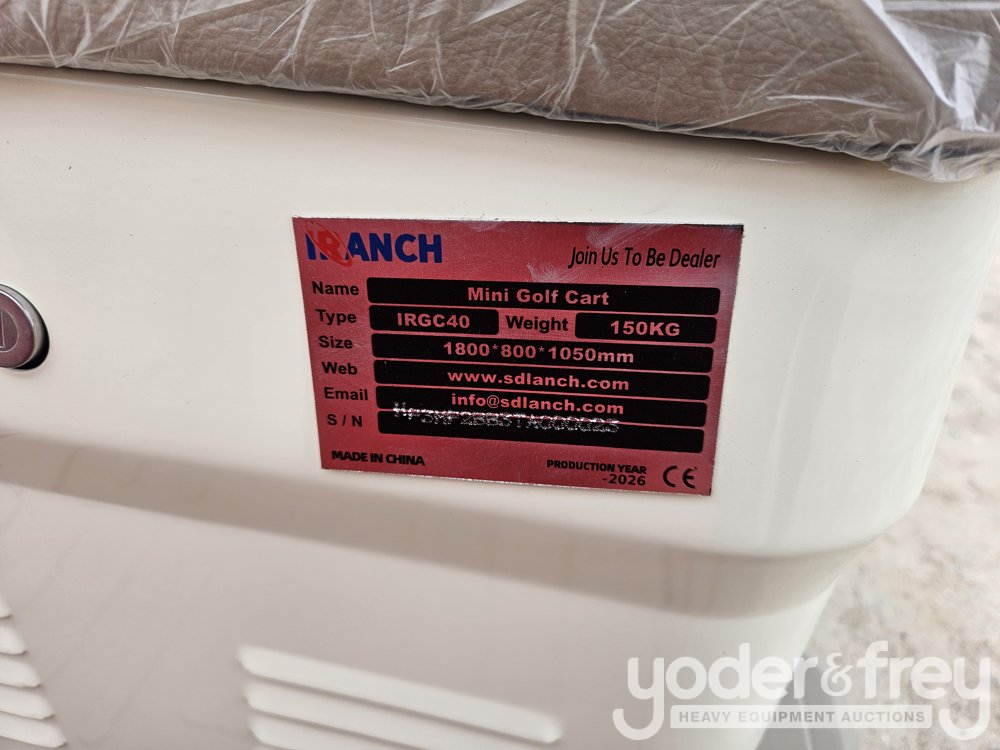 IRANCH Join Us To Be Dealer
Name Mini Golf Cart
Type IRGC40 Weight 150KG
Size 1800*800*1050mm
Web www.sdlanch.com
Email info@sdlanch.com
S / N
MADE IN CHINA PRODUCTION YEAR
-2026 CE
yoder&frey
HEAVY EQUIPMENT AUCTIONS